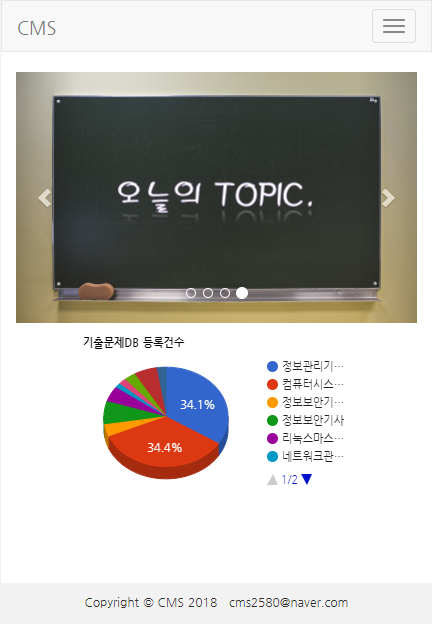 CMS
오늘의 TOPIC.
기출문제DB 등록건수
34.1%
34.4%
정보관리기…
컴퓨터시스…
정보보안기…
정보보안기사
리눅스마스…
네트워크관…
1/2
Copyright © CMS 2018 cms2580@naver.com